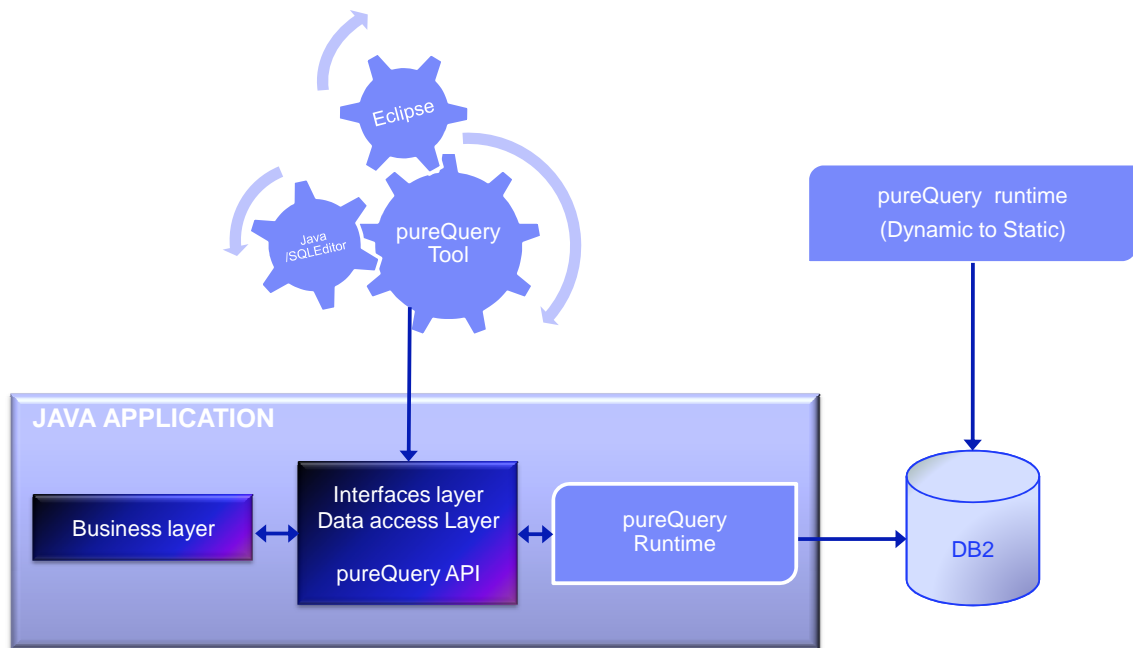 Eclipse
Java
/SQLEditor
pureQuery
Tool
pureQuery runtime
(Dynamic to Static)
JAVA APPLICATION
Business layer
Interfaces layer
Data access Layer
pureQuery API
pureQuery
Runtime
DB2